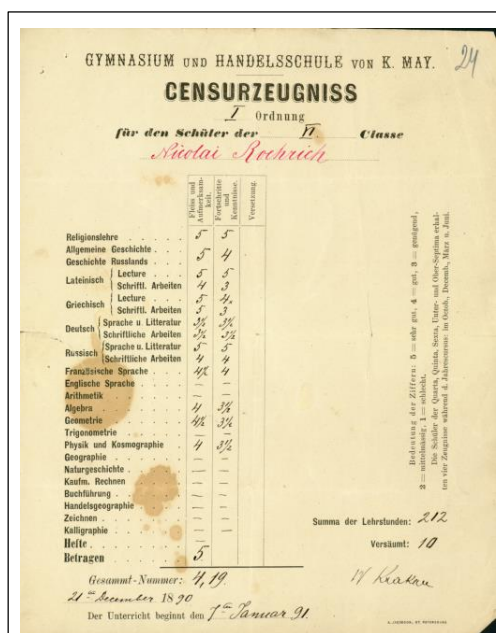 24
GYMNASIUM UND HANDELSSCHULE VON K. MAY.
CENSURZEUGNISS
I Ordnung
für den Schüler der VI Classe
Nicolai Roehrich
Fleiss und Aufmerksamkeit. Fortschritte und Kenntnisse. Versetzung.
Religionslehre 5 5
Allgemeine Geschichte
Geschichte Russlands 5 4
Lateinisch Lecture 5 5
Schriftl. Arbeiten 4 3
Griechisch Lecture 5 4
Schriftl. Arbeiten 5 3
Deutsch Sprache u. Litteratur 3½ 3½
Schriftliche Arbeiten 3½ 3½
Russisch Sprache u. Litteratur 5 5
Schriftliche Arbeiten 4 4
Französische Sprache 4½ 4
Englische Sprache — —
Arithmetik — —
Algebra 4 3½
Geometrie 4½ 3½
Trigonometrie — —
Physik und Kosmographie 4 3½
Geographie — —
Naturgeschichte — —
Kaufm. Rechnen — —
Buchführung — —
Handelsgeographie — —
Zeichnen — —
Kalligraphie — —
Hefte —
Betragen 5
Bedeutung der Ziffern: 5 = sehr gut, 4 = gut, 3 = genügend,
2 = mittelmässig, 1 = schlecht.
Die Schüler der Quarta, Quinta, Sexta, Unter- und Ober-Septima erhal-
ten vier Zeugnisse während d. Jahrescursus: im Octob., Decemb., März u. Juni.
Summa der Lehrstunden: 212
Versäumt: 10
Gesammt-Nummer: 4,19.
21ten December 1890
Der Unterricht beginnt den 7ten Januar 91.